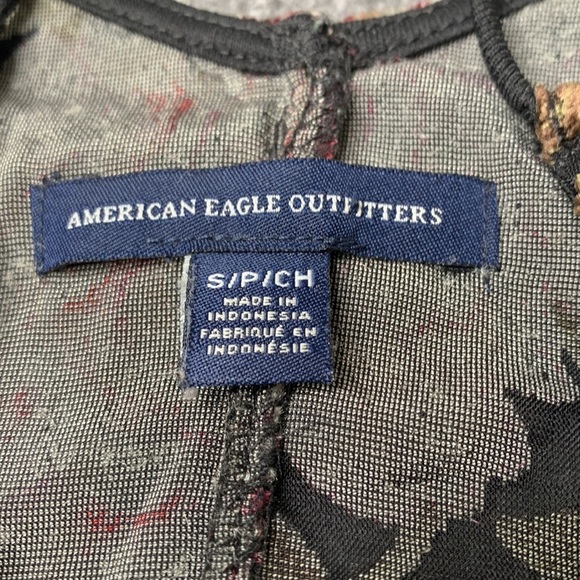 AMERICAN EAGLE OUTFITTERS
S/P/CH
MADE IN
INDONESIA
FABRIQUÉ EN
INDONÉSIE